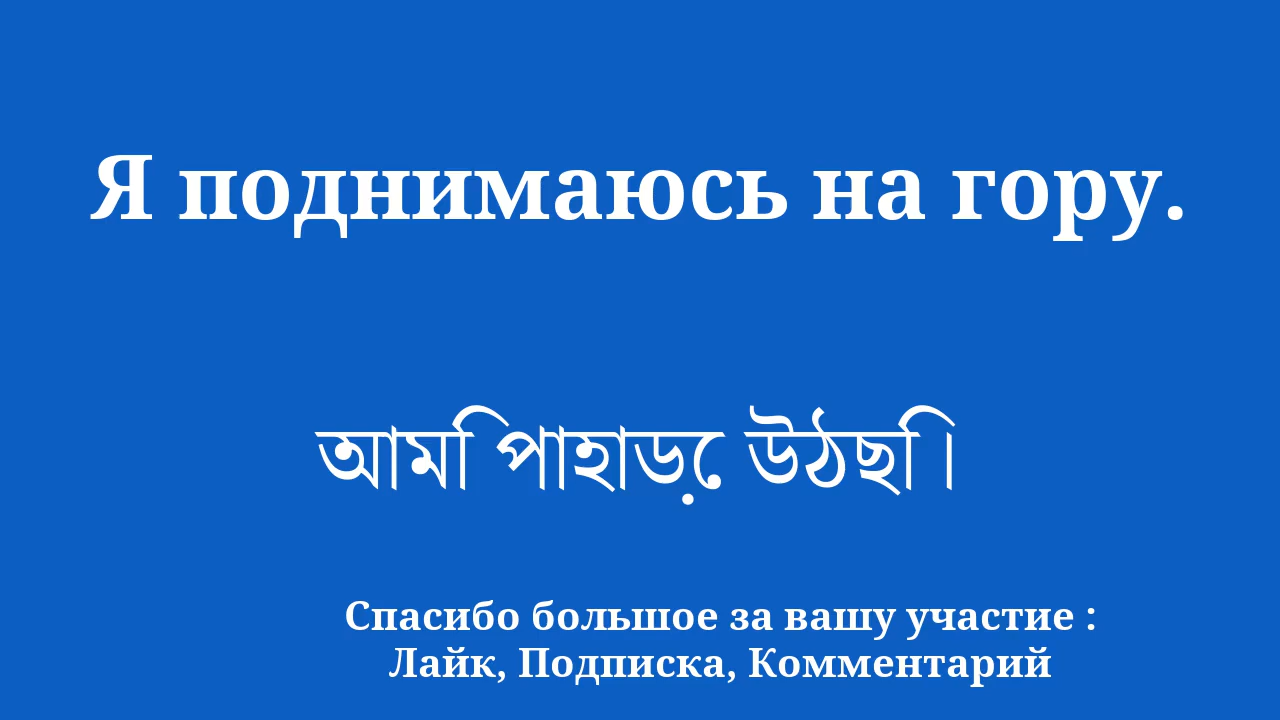 Я поднимаюсь на гору.
আমি পাহাড়ে উঠছি।
Спасибо большое за вашу участие :
Лайк, Подписка, Комментарий